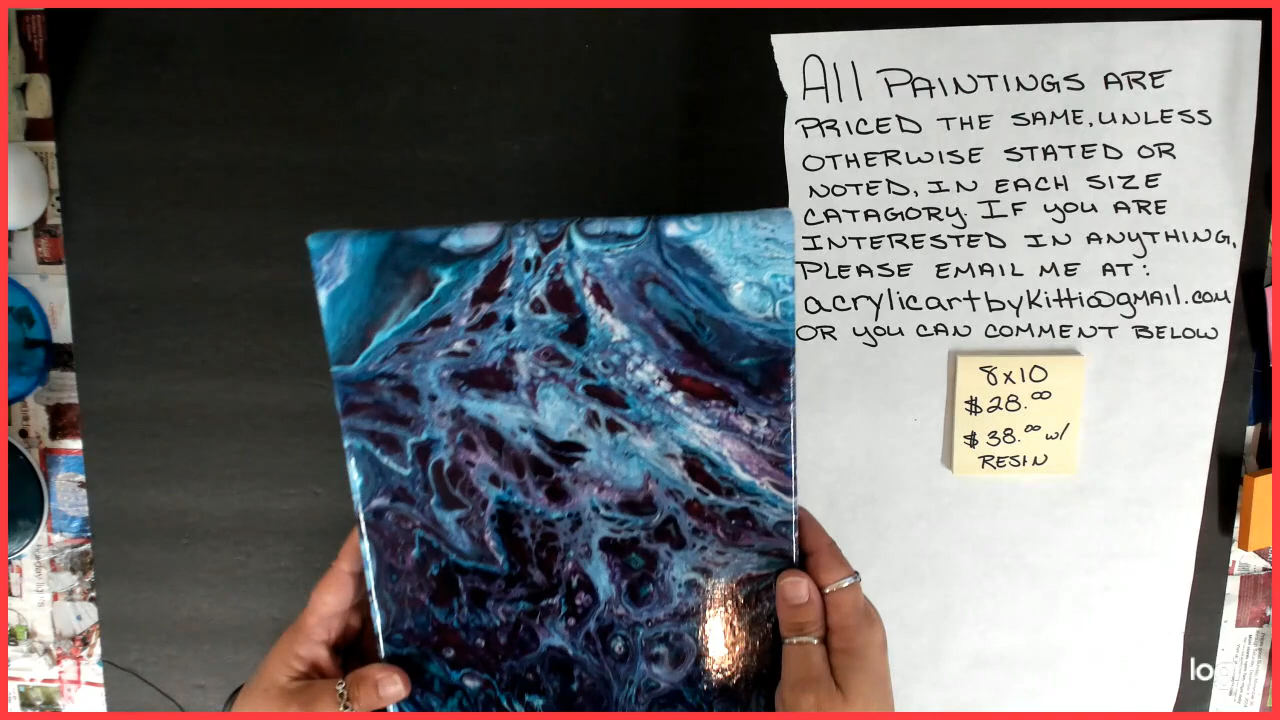 All PAINTINGS ARE
PRICED THE SAME, UNLESS
OTHERWISE STATED OR
NOTED, IN EACH SIZE
CATAGORY. IF YOU ARE
INTERESTED IN ANYTHING,
PLEASE EMAIL ME AT:
acrylicartbykitti@gmail.com
OR YOU CAN COMMENT BELOW
8x10
$28.00
$38.00 w/
RESIN